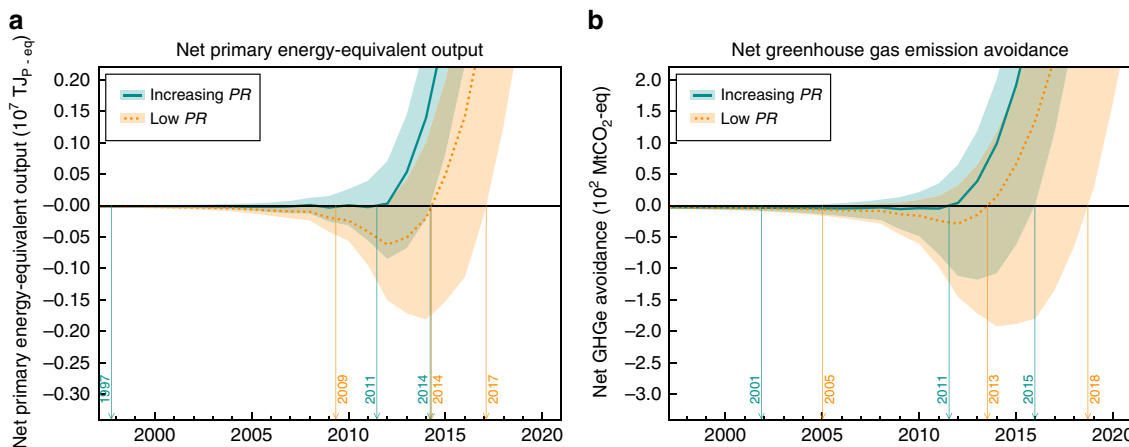 a
Net primary energy-equivalent output
Net primary energy-equivalent output (10^7 TJ_P-eq)
0.20
0.15
0.10
0.05
−0.00
−0.05
−0.10
−0.15
−0.20
−0.25
−0.30
Increasing PR
Low PR
1997
2009
2011
2014
2014
2017
2000 2005 2010 2015 2020
b
Net greenhouse gas emission avoidance
Net GHGe avoidance (10^2 MtCO2-eq)
2.0
1.5
1.0
0.5
0.0
−0.5
−1.0
−1.5
−2.0
−2.5
−3.0
Increasing PR
Low PR
2001
2005
2011
2013
2015
2018
2000 2005 2010 2015 2020